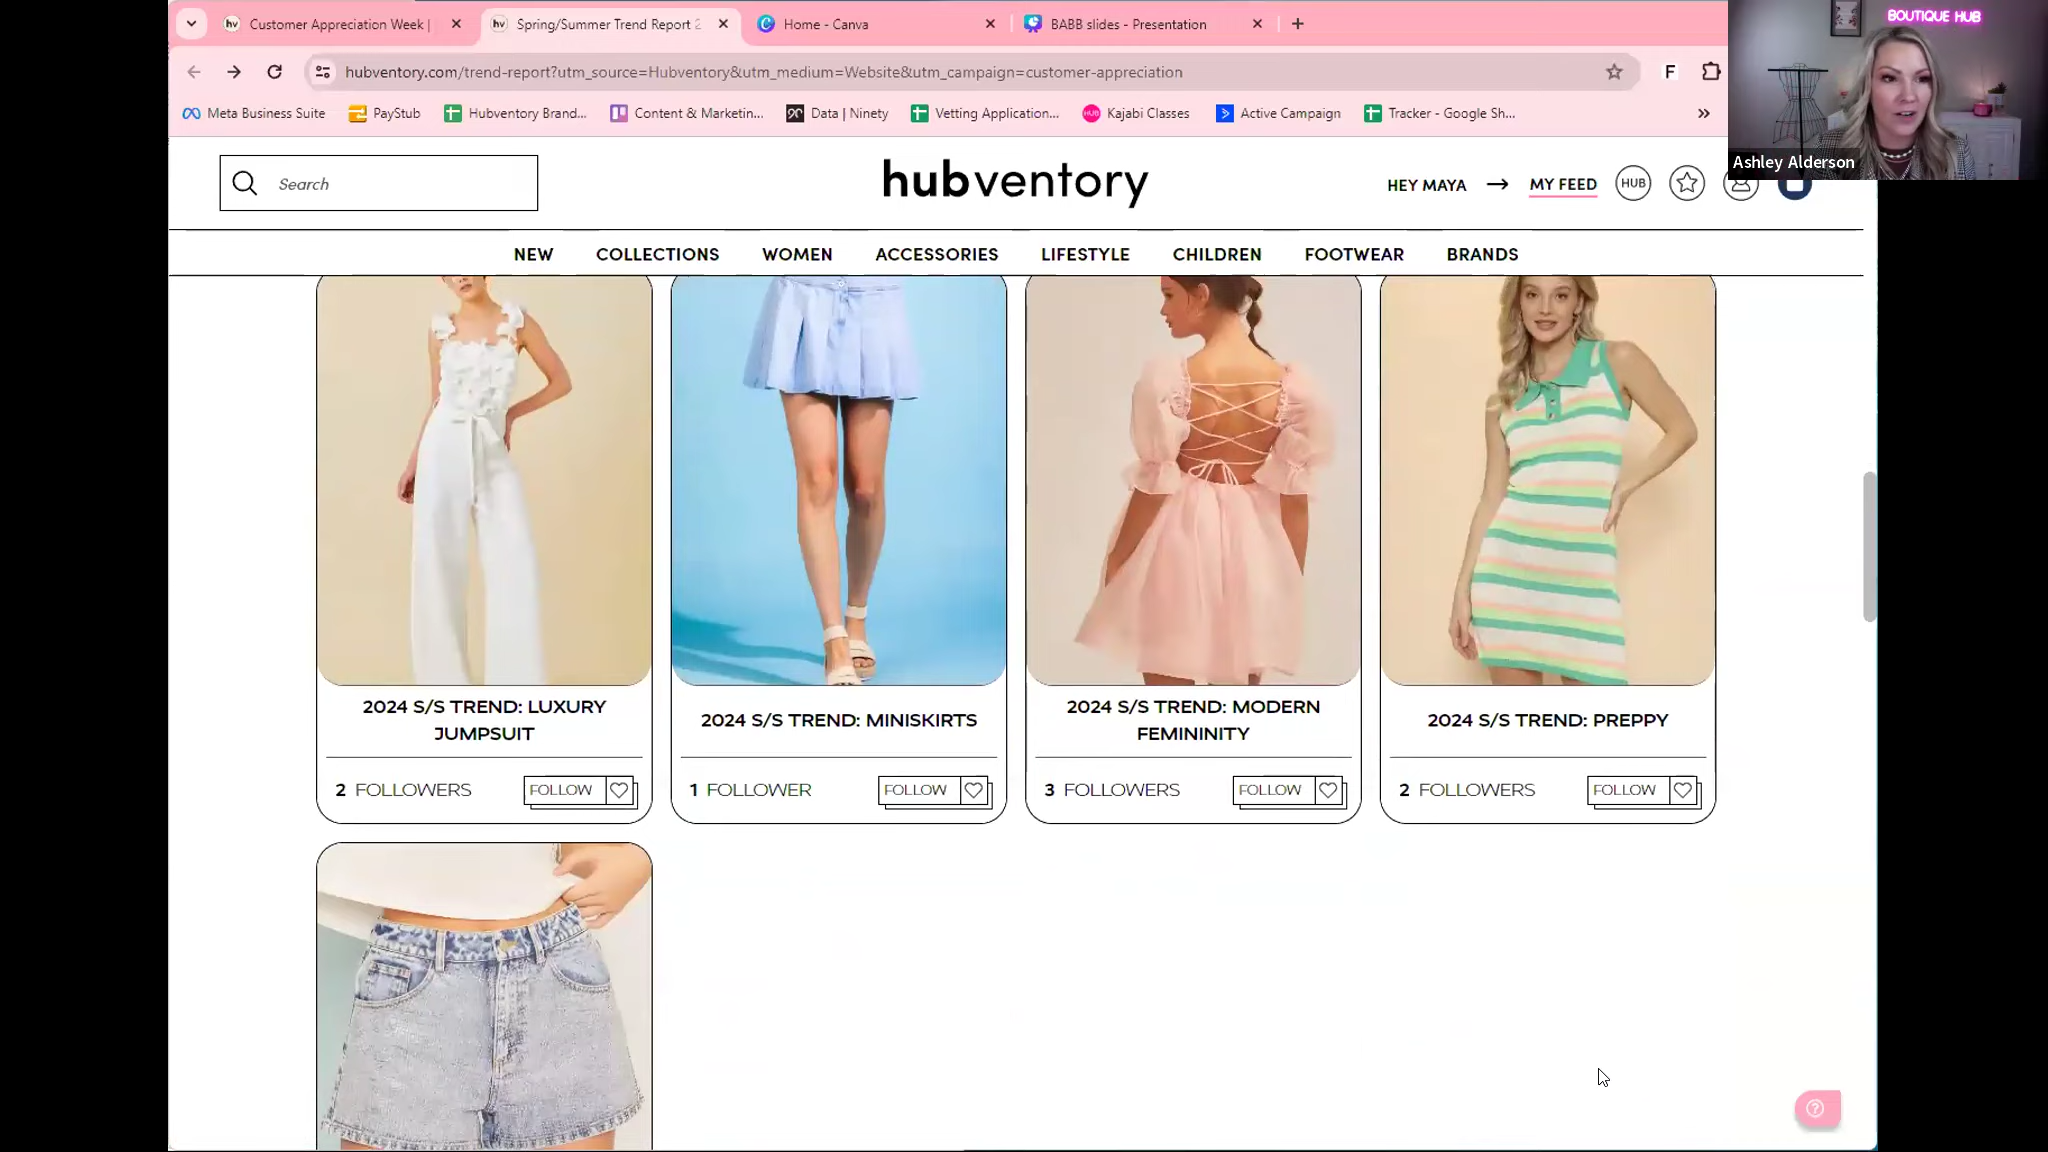 Customer Appreciation Week |
Spring/Summer Trend Report 2
Home - Canva
BABB slides - Presentation
BOUTIQUE HUB
hubventory.com/trend-report?utm_source=Hubventory&utm_medium=Website&utm_campaign=customer-appreciation
F
Meta Business Suite
PayStub
Hubventory Brand...
Content & Marketin...
Data | Ninety
Vetting Application...
HUB
Kajabi Classes
Active Campaign
Tracker - Google Sh...
Ashley Alderson
Search
hubventory
HEY MAYA → MY FEED
HUB
NEW COLLECTIONS WOMEN ACCESSORIES LIFESTYLE CHILDREN FOOTWEAR BRANDS
2024 S/S TREND: LUXURY
JUMPSUIT
2 FOLLOWERS
FOLLOW
2024 S/S TREND: MINISKIRTS
1 FOLLOWER
FOLLOW
2024 S/S TREND: MODERN
FEMININITY
3 FOLLOWERS
FOLLOW
2024 S/S TREND: PREPPY
2 FOLLOWERS
FOLLOW